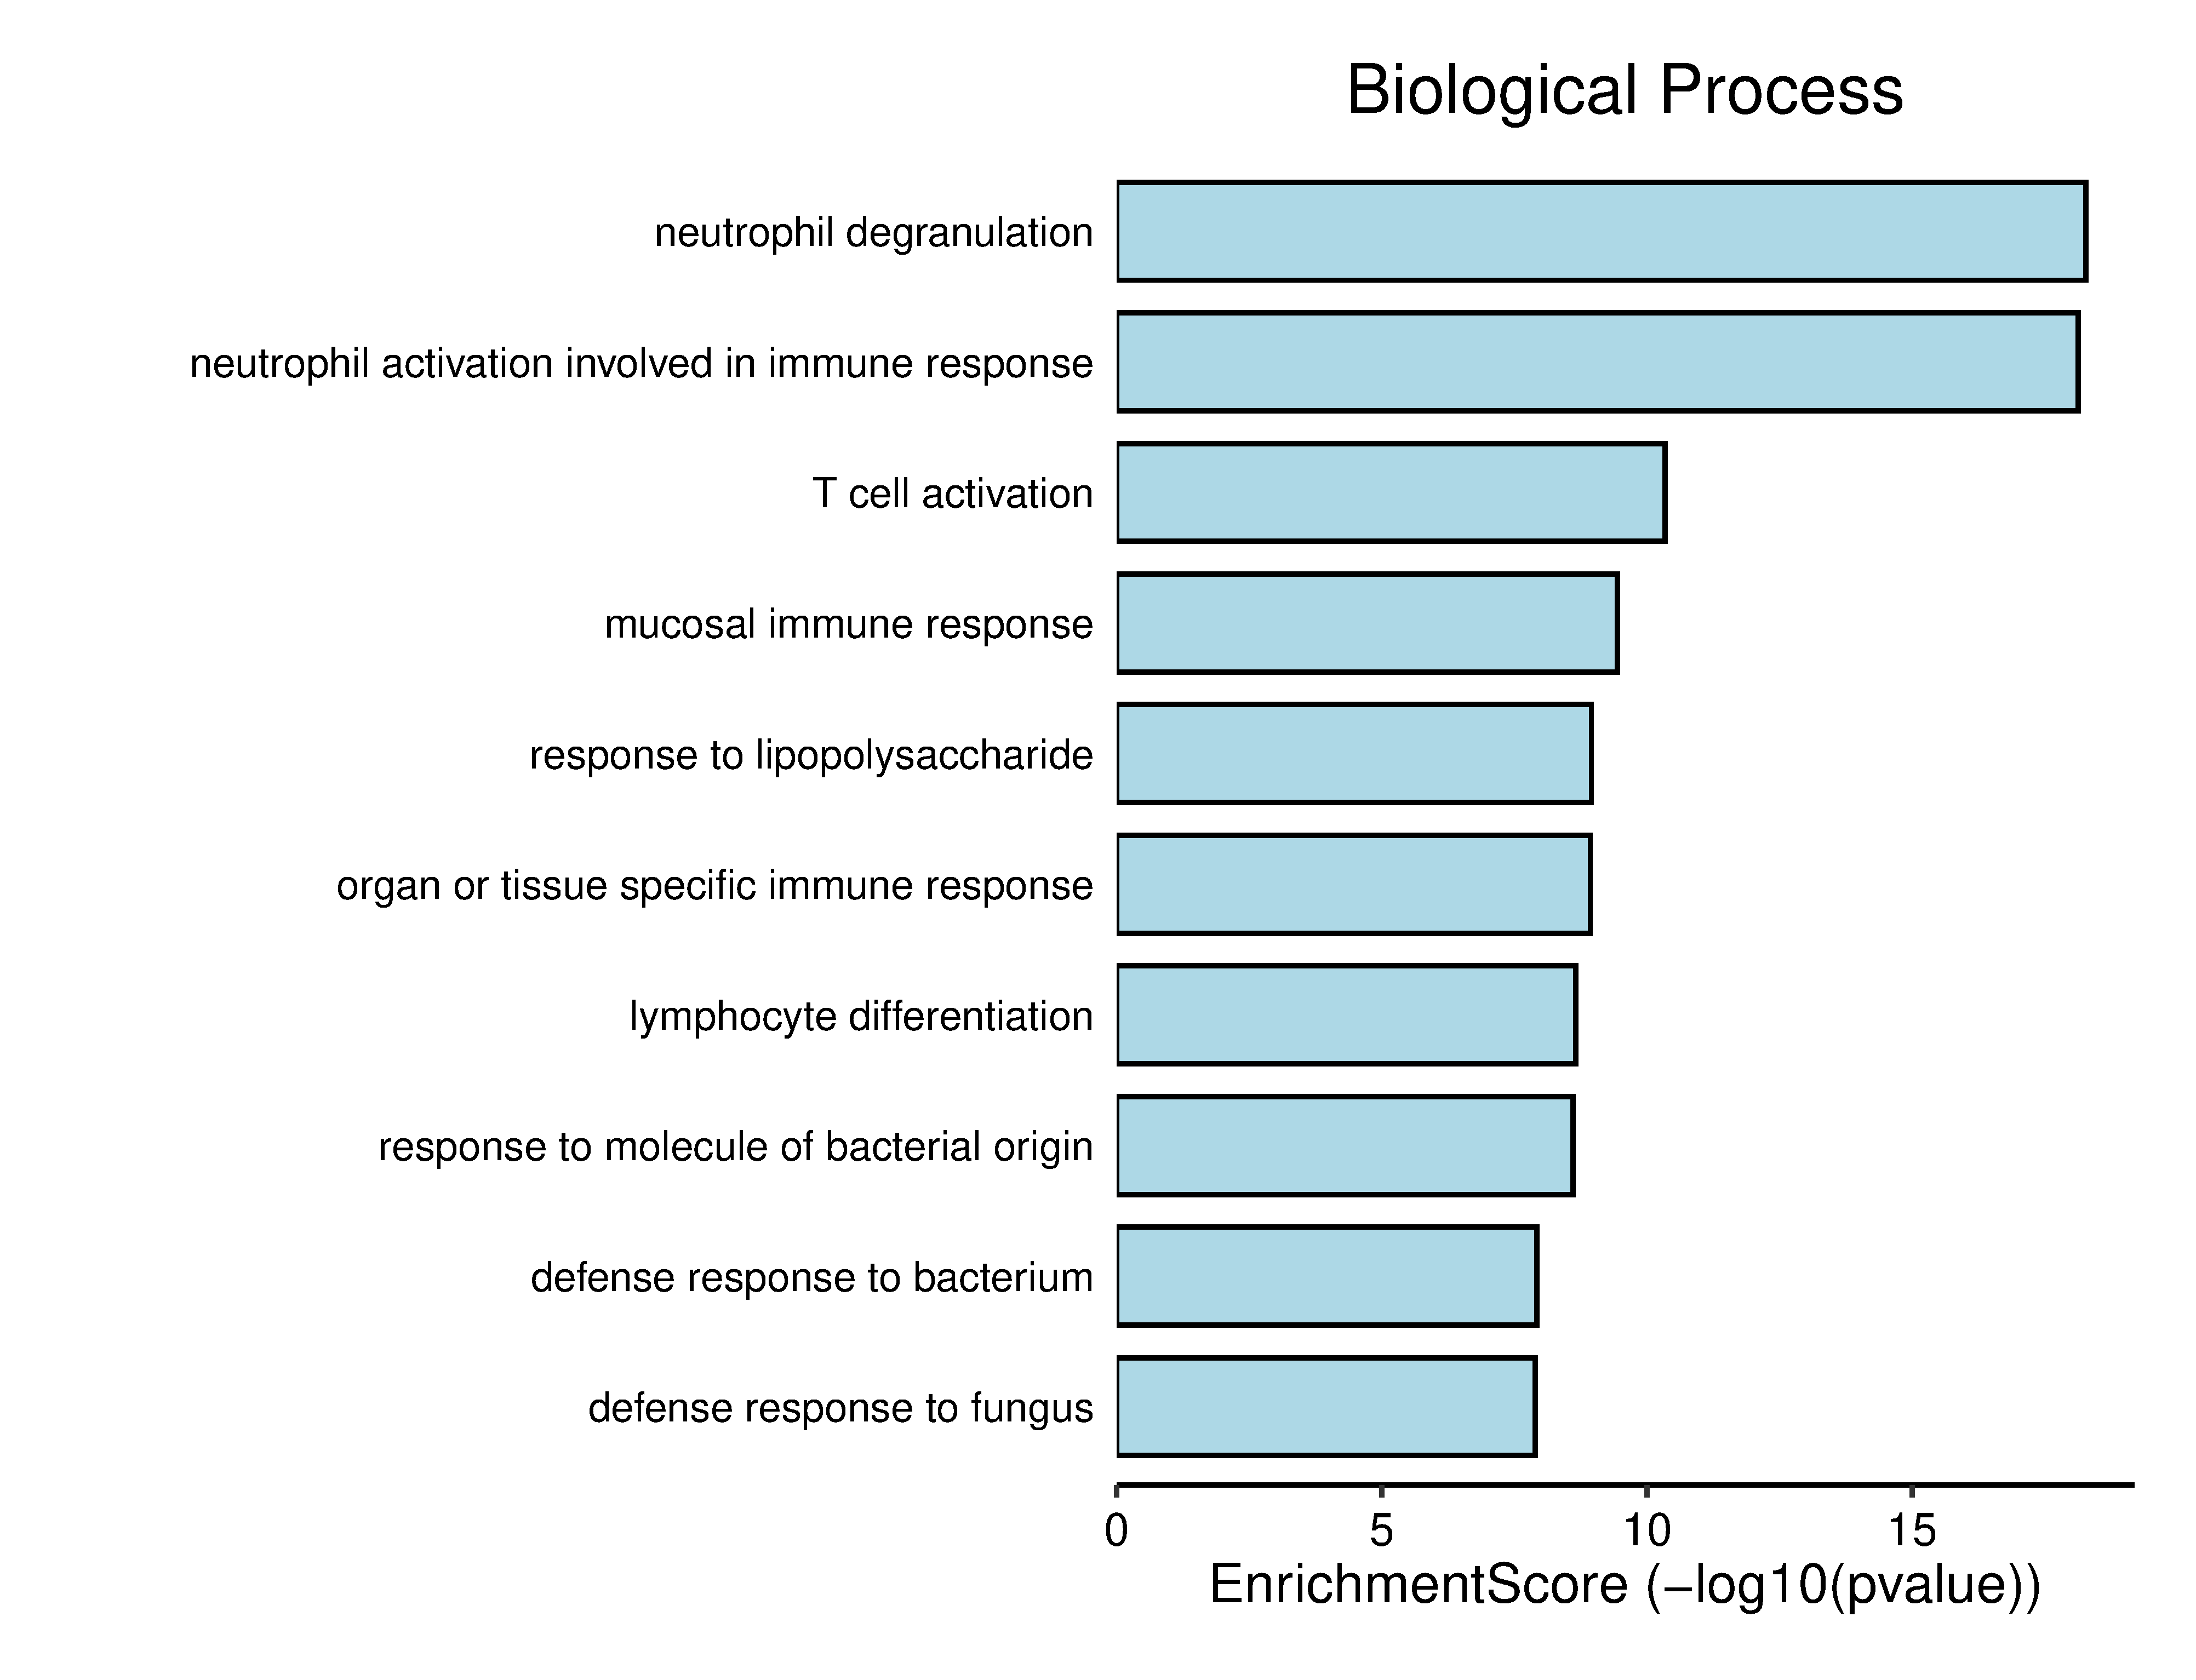 Biological Process
neutrophil degranulation
neutrophil activation involved in immune response
T cell activation
mucosal immune response
response to lipopolysaccharide
organ or tissue specific immune response
lymphocyte differentiation
response to molecule of bacterial origin
defense response to bacterium
defense response to fungus
0 5 10 15
EnrichmentScore (−log10(pvalue))